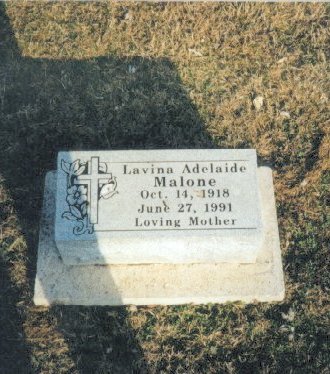 Lavina Adelaide
Malone
Oct. 14, 1918
June 27, 1991
Loving Mother